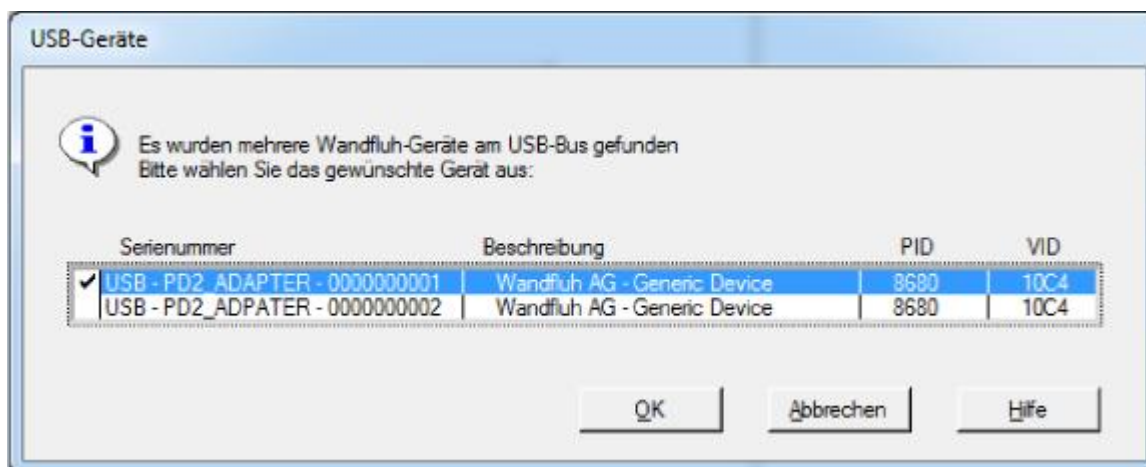 USB-Geräte
Es wurden mehrere Wandfluh-Geräte am USB-Bus gefunden
Bitte wählen Sie das gewünschte Gerät aus:
Serienummer Beschreibung PID VID
USB - PD2_ADAPTER - 0000000001 Wandfluh AG - Generic Device 8680 10C4
USB - PD2_ADPATER - 0000000002 Wandfluh AG - Generic Device 8680 10C4
OK Abbrechen Hilfe